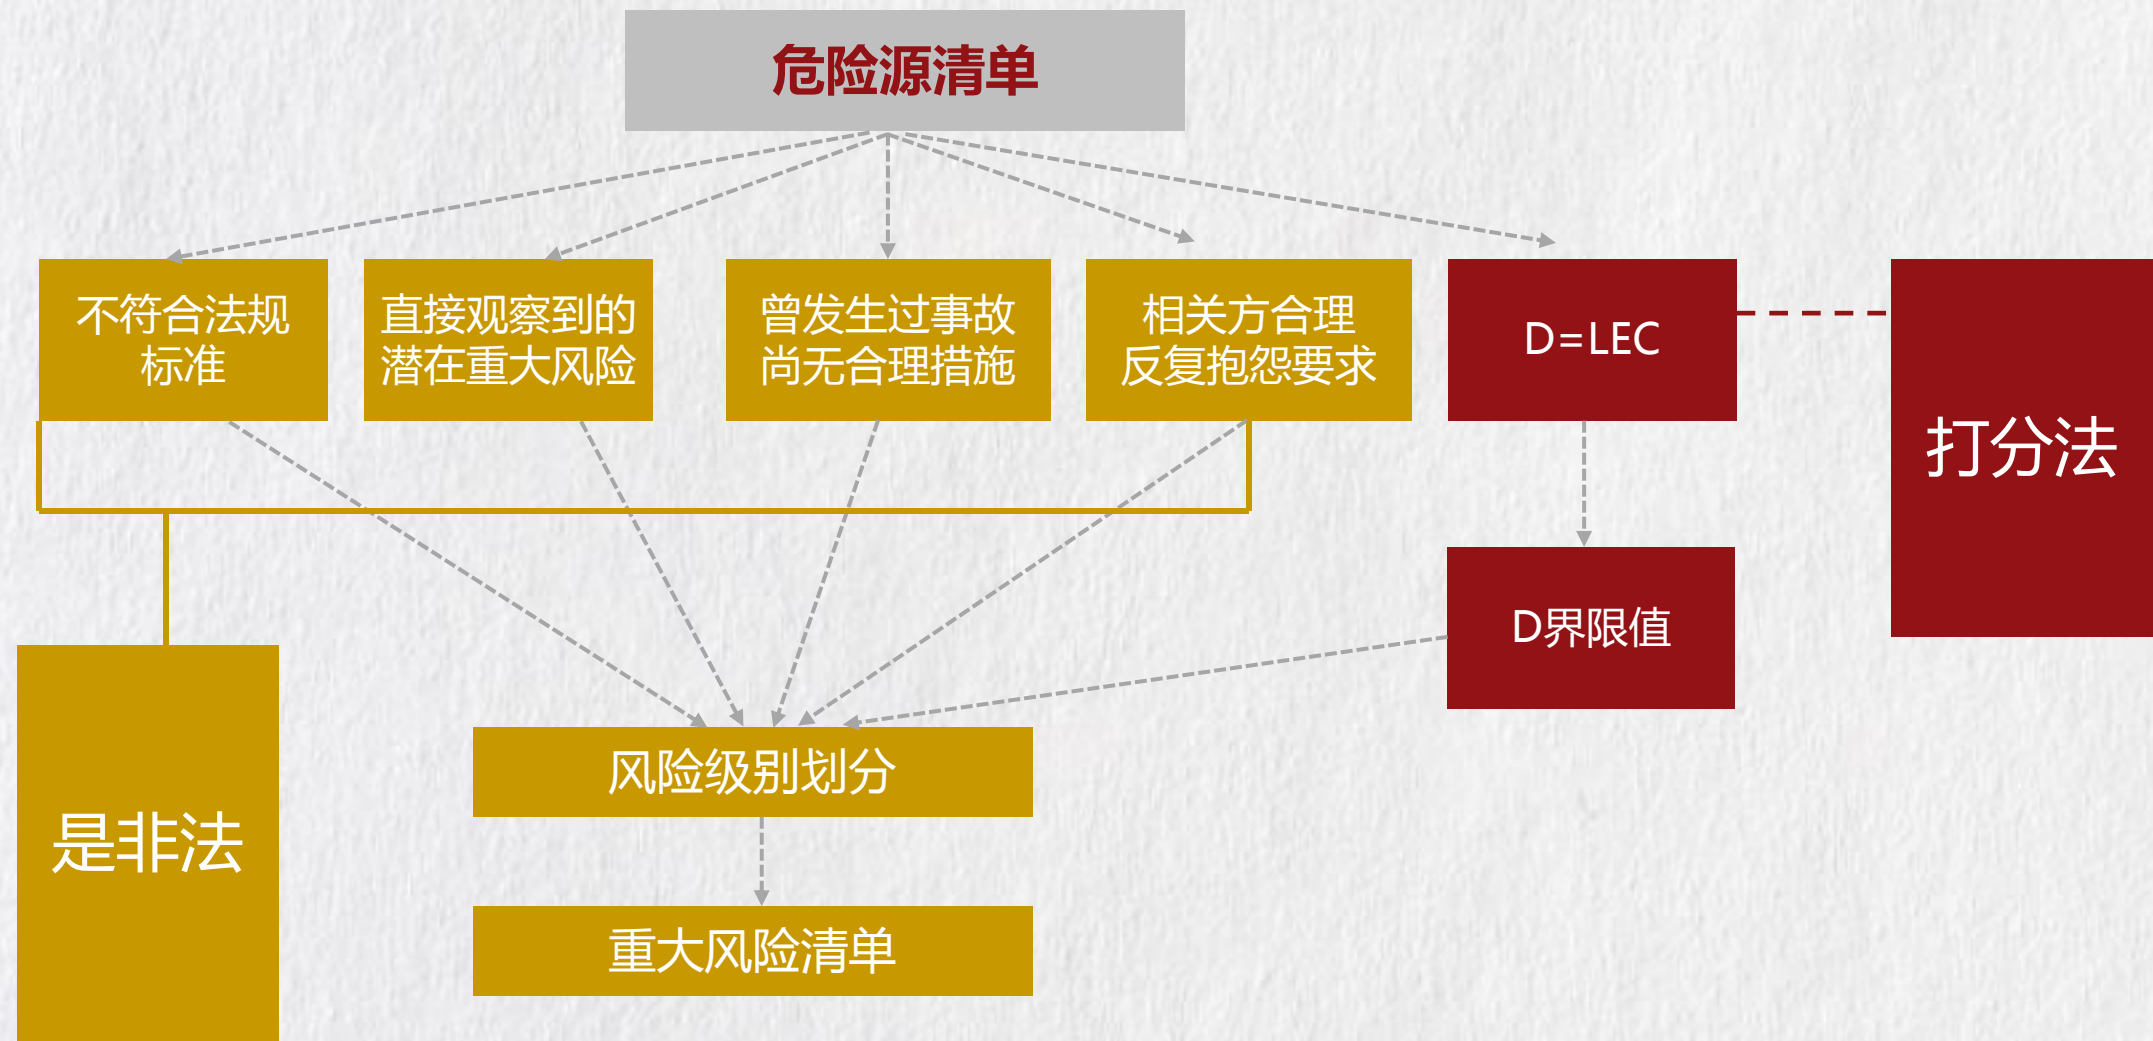 危险源清单
不符合法规
标准
直接观察到的
潜在重大风险
曾发生过事故
尚无合理措施
相关方合理
反复抱怨要求
D=LEC
打分法
D界限值
是非法
风险级别划分
重大风险清单